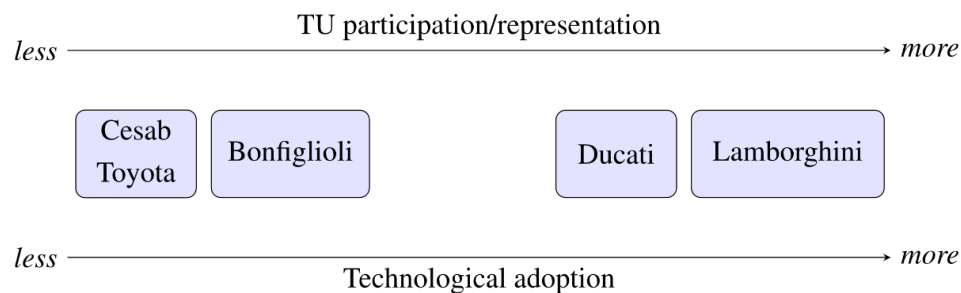 TU participation/representation
less more
Cesab
Toyota
Bonfiglioli
Ducati
Lamborghini
less more
Technological adoption